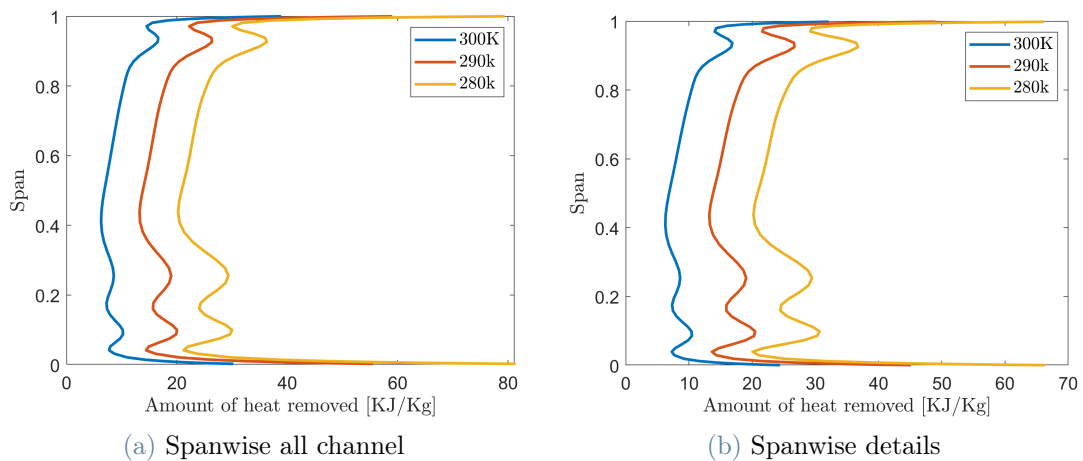 1
0.8
0.6
0.4
0.2
0
Span
300K
290k
280k
0 20 40 60 80
Amount of heat removed [KJ/Kg]
(a) Spanwise all channel
1
0.8
0.6
0.4
0.2
0
Span
300K
290k
280k
0 10 20 30 40 50 60 70
Amount of heat removed [KJ/Kg]
(b) Spanwise details